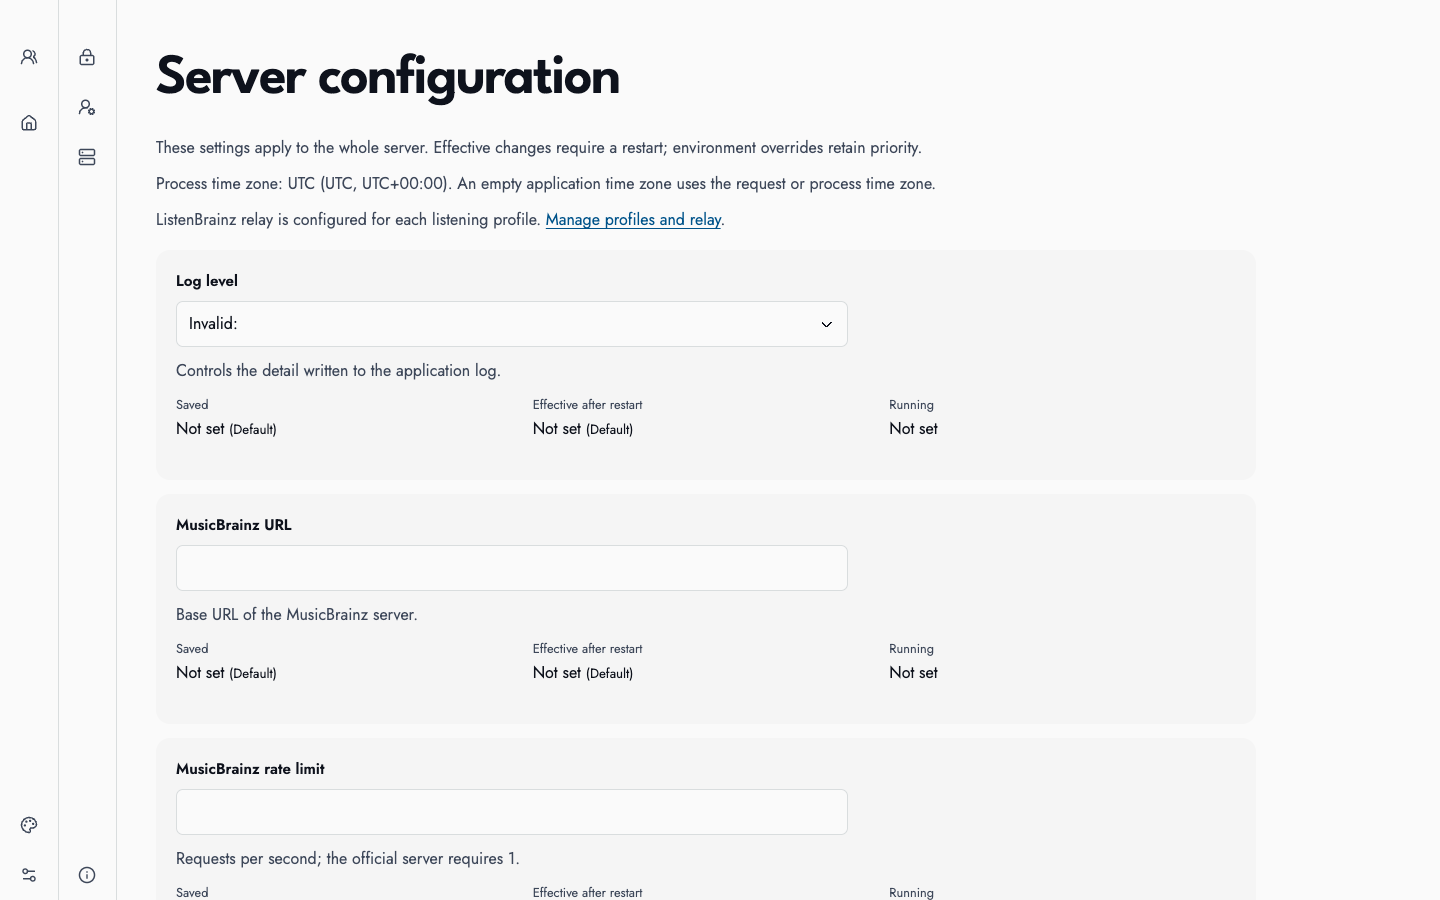 Server configuration
These settings apply to the whole server. Effective changes require a restart; environment overrides retain priority.
Process time zone: UTC (UTC, UTC+00:00). An empty application time zone uses the request or process time zone.
ListenBrainz relay is configured for each listening profile. Manage profiles and relay.
Log level
Invalid:
Controls the detail written to the application log.
Saved Effective after restart Running
Not set (Default) Not set (Default) Not set
MusicBrainz URL
Base URL of the MusicBrainz server.
Saved Effective after restart Running
Not set (Default) Not set (Default) Not set
MusicBrainz rate limit
Requests per second; the official server requires 1.
Saved Effective after restart Running